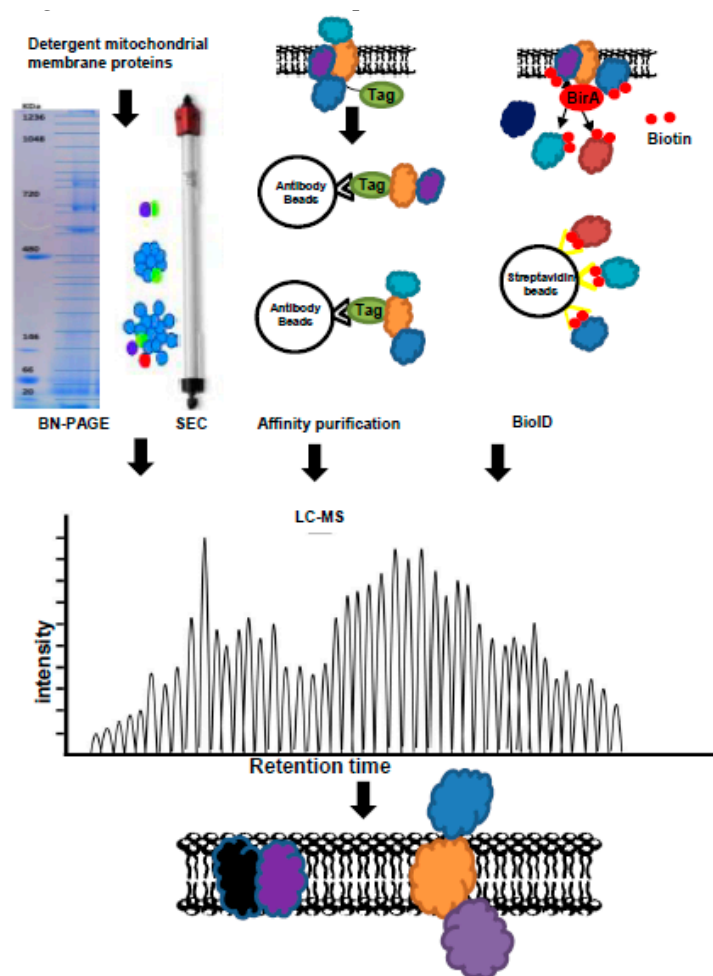 Detergent mitochondrial
membrane proteins
KDa
1236
1048
720
480
66
20
BN-PAGE
SEC
Tag
Antibody
Beads
Tag
Antibody
Beads
Tag
Affinity purification
BirA
Biotin
Streptavidin
beads
BioID
LC-MS
intensity
Retention time